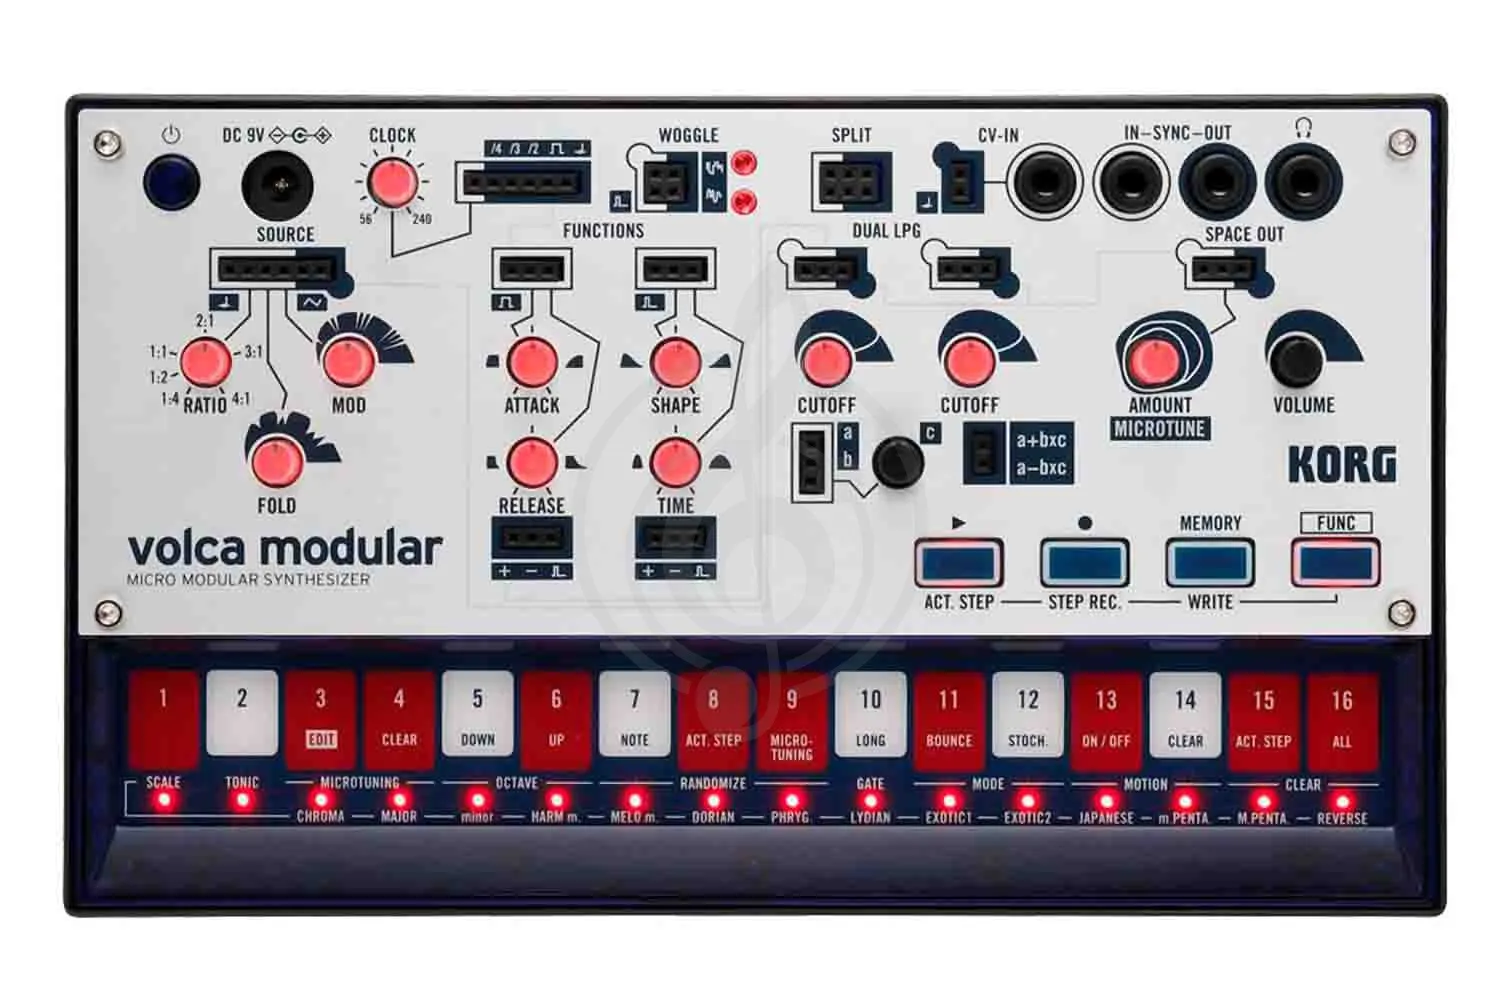 DC 9V
CLOCK
56
240
/4 /3 /2
WOGGLE
SPLIT
CV-IN
IN-SYNC-OUT
SOURCE
FUNCTIONS
DUAL LPG
SPACE OUT
2:1
1:1
3:1
1:2
1:4
RATIO
4:1
MOD
FOLD
ATTACK
SHAPE
RELEASE
TIME
+ −
+ −
CUTOFF
CUTOFF
a
b
c
a+bxc
a−bxc
AMOUNT
MICROTUNE
VOLUME
KORG
volca modular
MICRO MODULAR SYNTHESIZER
MEMORY
FUNC
ACT. STEP
STEP REC.
WRITE
1 2 3 4 5 6 7 8 9 10 11 12 13 14 15 16
EDIT CLEAR DOWN UP NOTE ACT. STEP MICRO-TUNING LONG BOUNCE STOCH. ON / OFF CLEAR ACT. STEP ALL
SCALE TONIC MICROTUNING OCTAVE RANDOMIZE GATE MODE MOTION CLEAR
CHROMA MAJOR minor HARM m. MELO m. DORIAN PHRYG. LYDIAN EXOTIC1 EXOTIC2 JAPANESE m.PENTA. M.PENTA. REVERSE